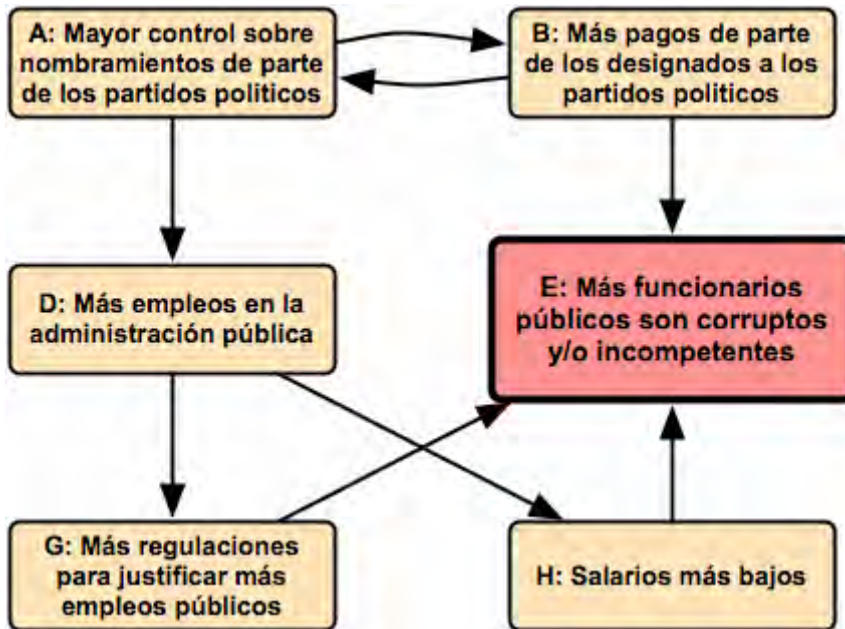 A: Mayor control sobre
nombramientos de parte
de los partidos politicos
B: Más pagos de parte
de los designados a los
partidos politicos
D: Más empleos en la
administración pública
E: Más funcionarios
públicos son corruptos
y/o incompetentes
G: Más regulaciones
para justificar más
empleos públicos
H: Salarios más bajos